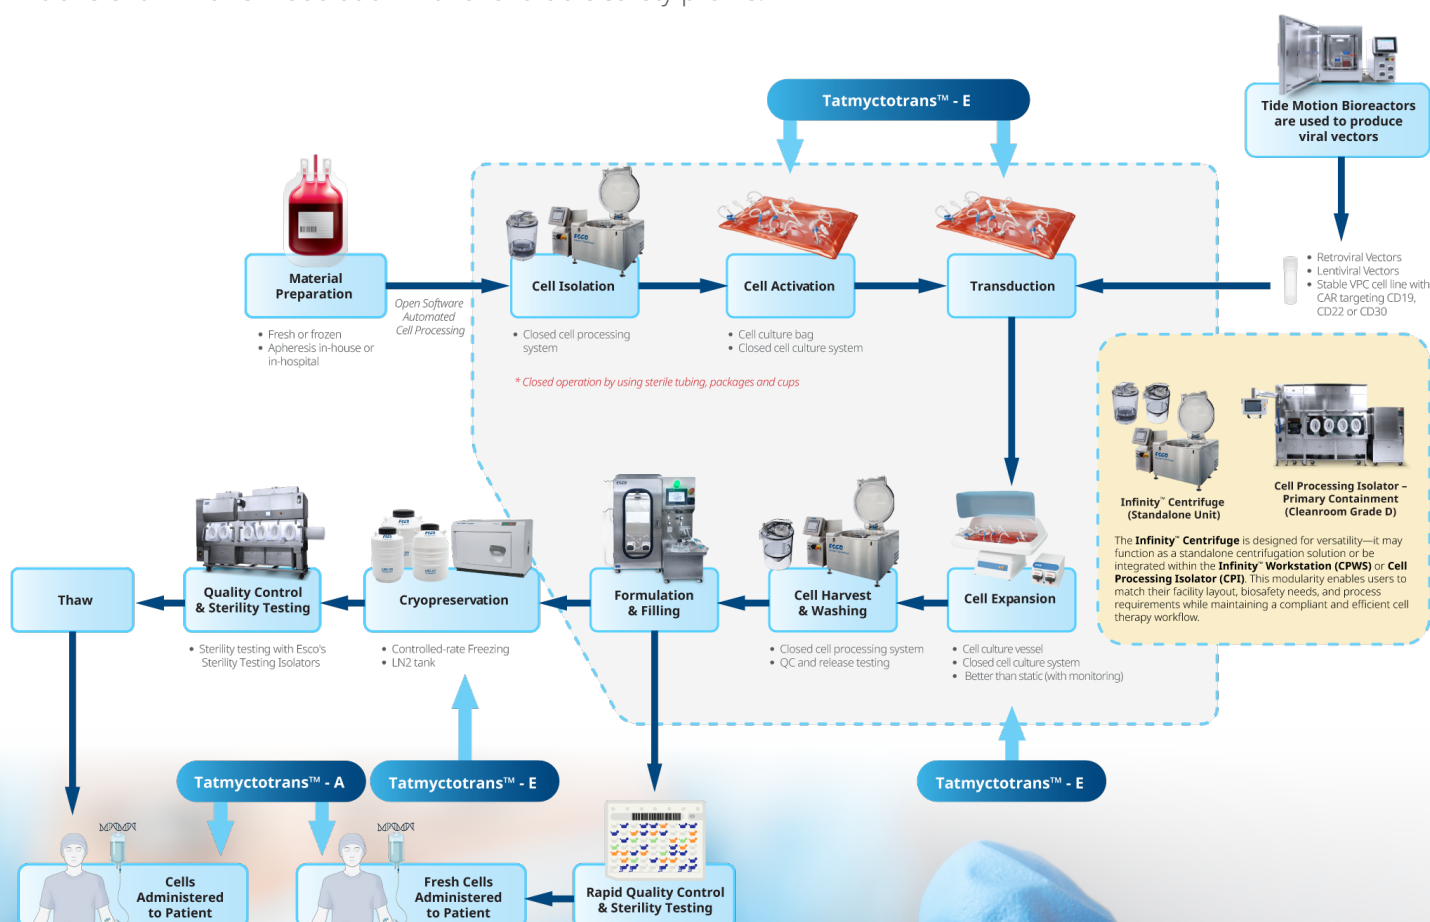 Tatmyctotrans™ - E
Tide Motion Bioreactors
are used to produce
viral vectors
Material
Preparation
Open Software
Automated
Cell Processing
• Fresh or frozen
• Apheresis in-house or
in-hospital
Cell Isolation
• Closed cell processing
system
Cell Activation
• Cell culture bag
• Closed cell culture system
Transduction
• Retroviral Vectors
• Lentiviral Vectors
• Stable VPC cell line with
CAR targeting CD19,
CD22 or CD30
* Closed operation by using sterile tubing, packages and cups
Infinity™ Centrifuge
(Standalone Unit)
Cell Processing Isolator –
Primary Containment
(Cleanroom Grade D)
The Infinity™ Centrifuge is designed for versatility—it may
function as a standalone centrifugation solution or be
integrated within the Infinity™ Workstation (CPWS) or Cell
Processing Isolator (CPI). This modularity enables users to
match their facility layout, biosafety needs, and process
requirements while maintaining a compliant and efficient cell
therapy workflow.
Cell Expansion
• Cell culture vessel
• Closed cell culture system
• Better than static (with monitoring)
Cell Harvest
& Washing
• Closed cell processing system
• QC and release testing
Formulation
& Filling
Cryopreservation
• Controlled-rate Freezing
• LN2 tank
Quality Control
& Sterility Testing
• Sterility testing with Esco's
Sterility Testing Isolators
Thaw
Tatmyctotrans™ - A
Tatmyctotrans™ - E
Tatmyctotrans™ - E
Cells
Administered
to Patient
Fresh Cells
Administered
to Patient
Rapid Quality Control
& Sterility Testing